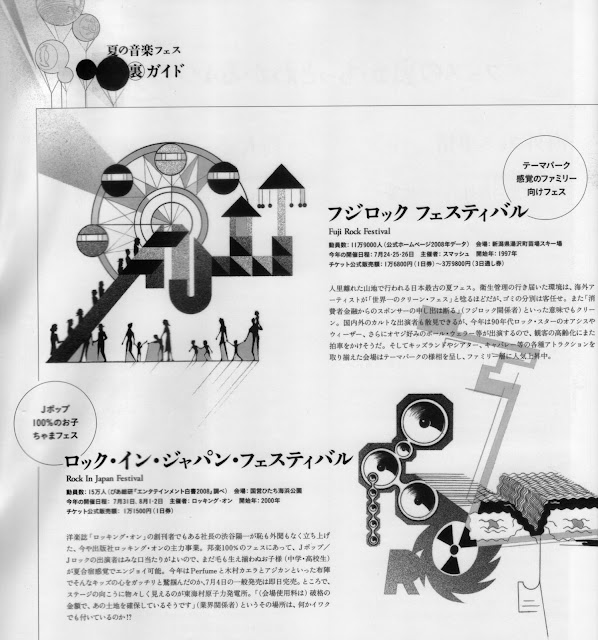 夏の音楽フェス
裏ガイド
テーマパーク
感覚のファミリー
向けフェス
フジロック フェスティバル
Fuji Rock Festival
動員数：11万9000人（公式ホームページ2008年データ）　会場：新潟県湯沢町苗場スキー場
今年の開催日程：7月24・25・26日　主催者：スマッシュ　開始年：1997年
チケット公式販売額：1万6800円（1日券）〜3万9800円（3日通し券）
人里離れた山地で行われる日本最古の夏フェス。衛生管理の行き届いた環境は、海外ア
ーティストが「世界一のクリーン・フェス」と唸るほどだが、ゴミの分別は客任せ。また「消
費者金融からのスポンサーの申し出は断る」（フジロック関係者）といった意味でもクリー
ン。国内外のカルトな出演者も散見できるが、今年は90年代ロック・スターのオアシスや
ウィーザー、さらにオヤジ好みのポール・ウェラー等が出演するので、観客の高齢化にまた
拍車をかけそうだ。そしてキッズランドやシアター、キャバレー等の各種アトラクションを
取り揃えた会場はテーマパークの様相を呈し、ファミリー層に人気上昇中。
Jポップ
100%のお子
ちゃまフェス
ロック・イン・ジャパン・フェスティバル
Rock In Japan Festival
動員数：15万人（ぴあ総研『エンタテインメント白書2008』調べ）　会場：国営ひたち海浜公園
今年の開催日程：7月31日、8月1・2日　主催者：ロッキング・オン　開始年：2000年
チケット公式販売額：1万1500円（1日券）
洋楽誌「ロッキング・オン」の創刊者でもある社長の渋谷陽一が恥も外聞もなく立ち上げ
た、今や出版社ロッキング・オンの主力事業。邦楽100%のフェスにあって、Jポップ／
Jロックの出演者はみな口当たりがよいので、まだ毛も生え揃わぬお子様（中学・高校生）
が夏合宿感覚でエンジョイ可能。今年はPerfumeと木村カエラとアジカンといった布陣
でそんなキッズの心をガッチリと鷲掴んだのか、7月4日の一般発売は即日完売。ところで、
ステージの向こうに物々しく見えるのが東海村原子力発電所。「（会場使用料は）破格の
金額で、あの土地を確保しているそうです」（業界関係者）というその場所は、何かイワク
でも付いているのか!?